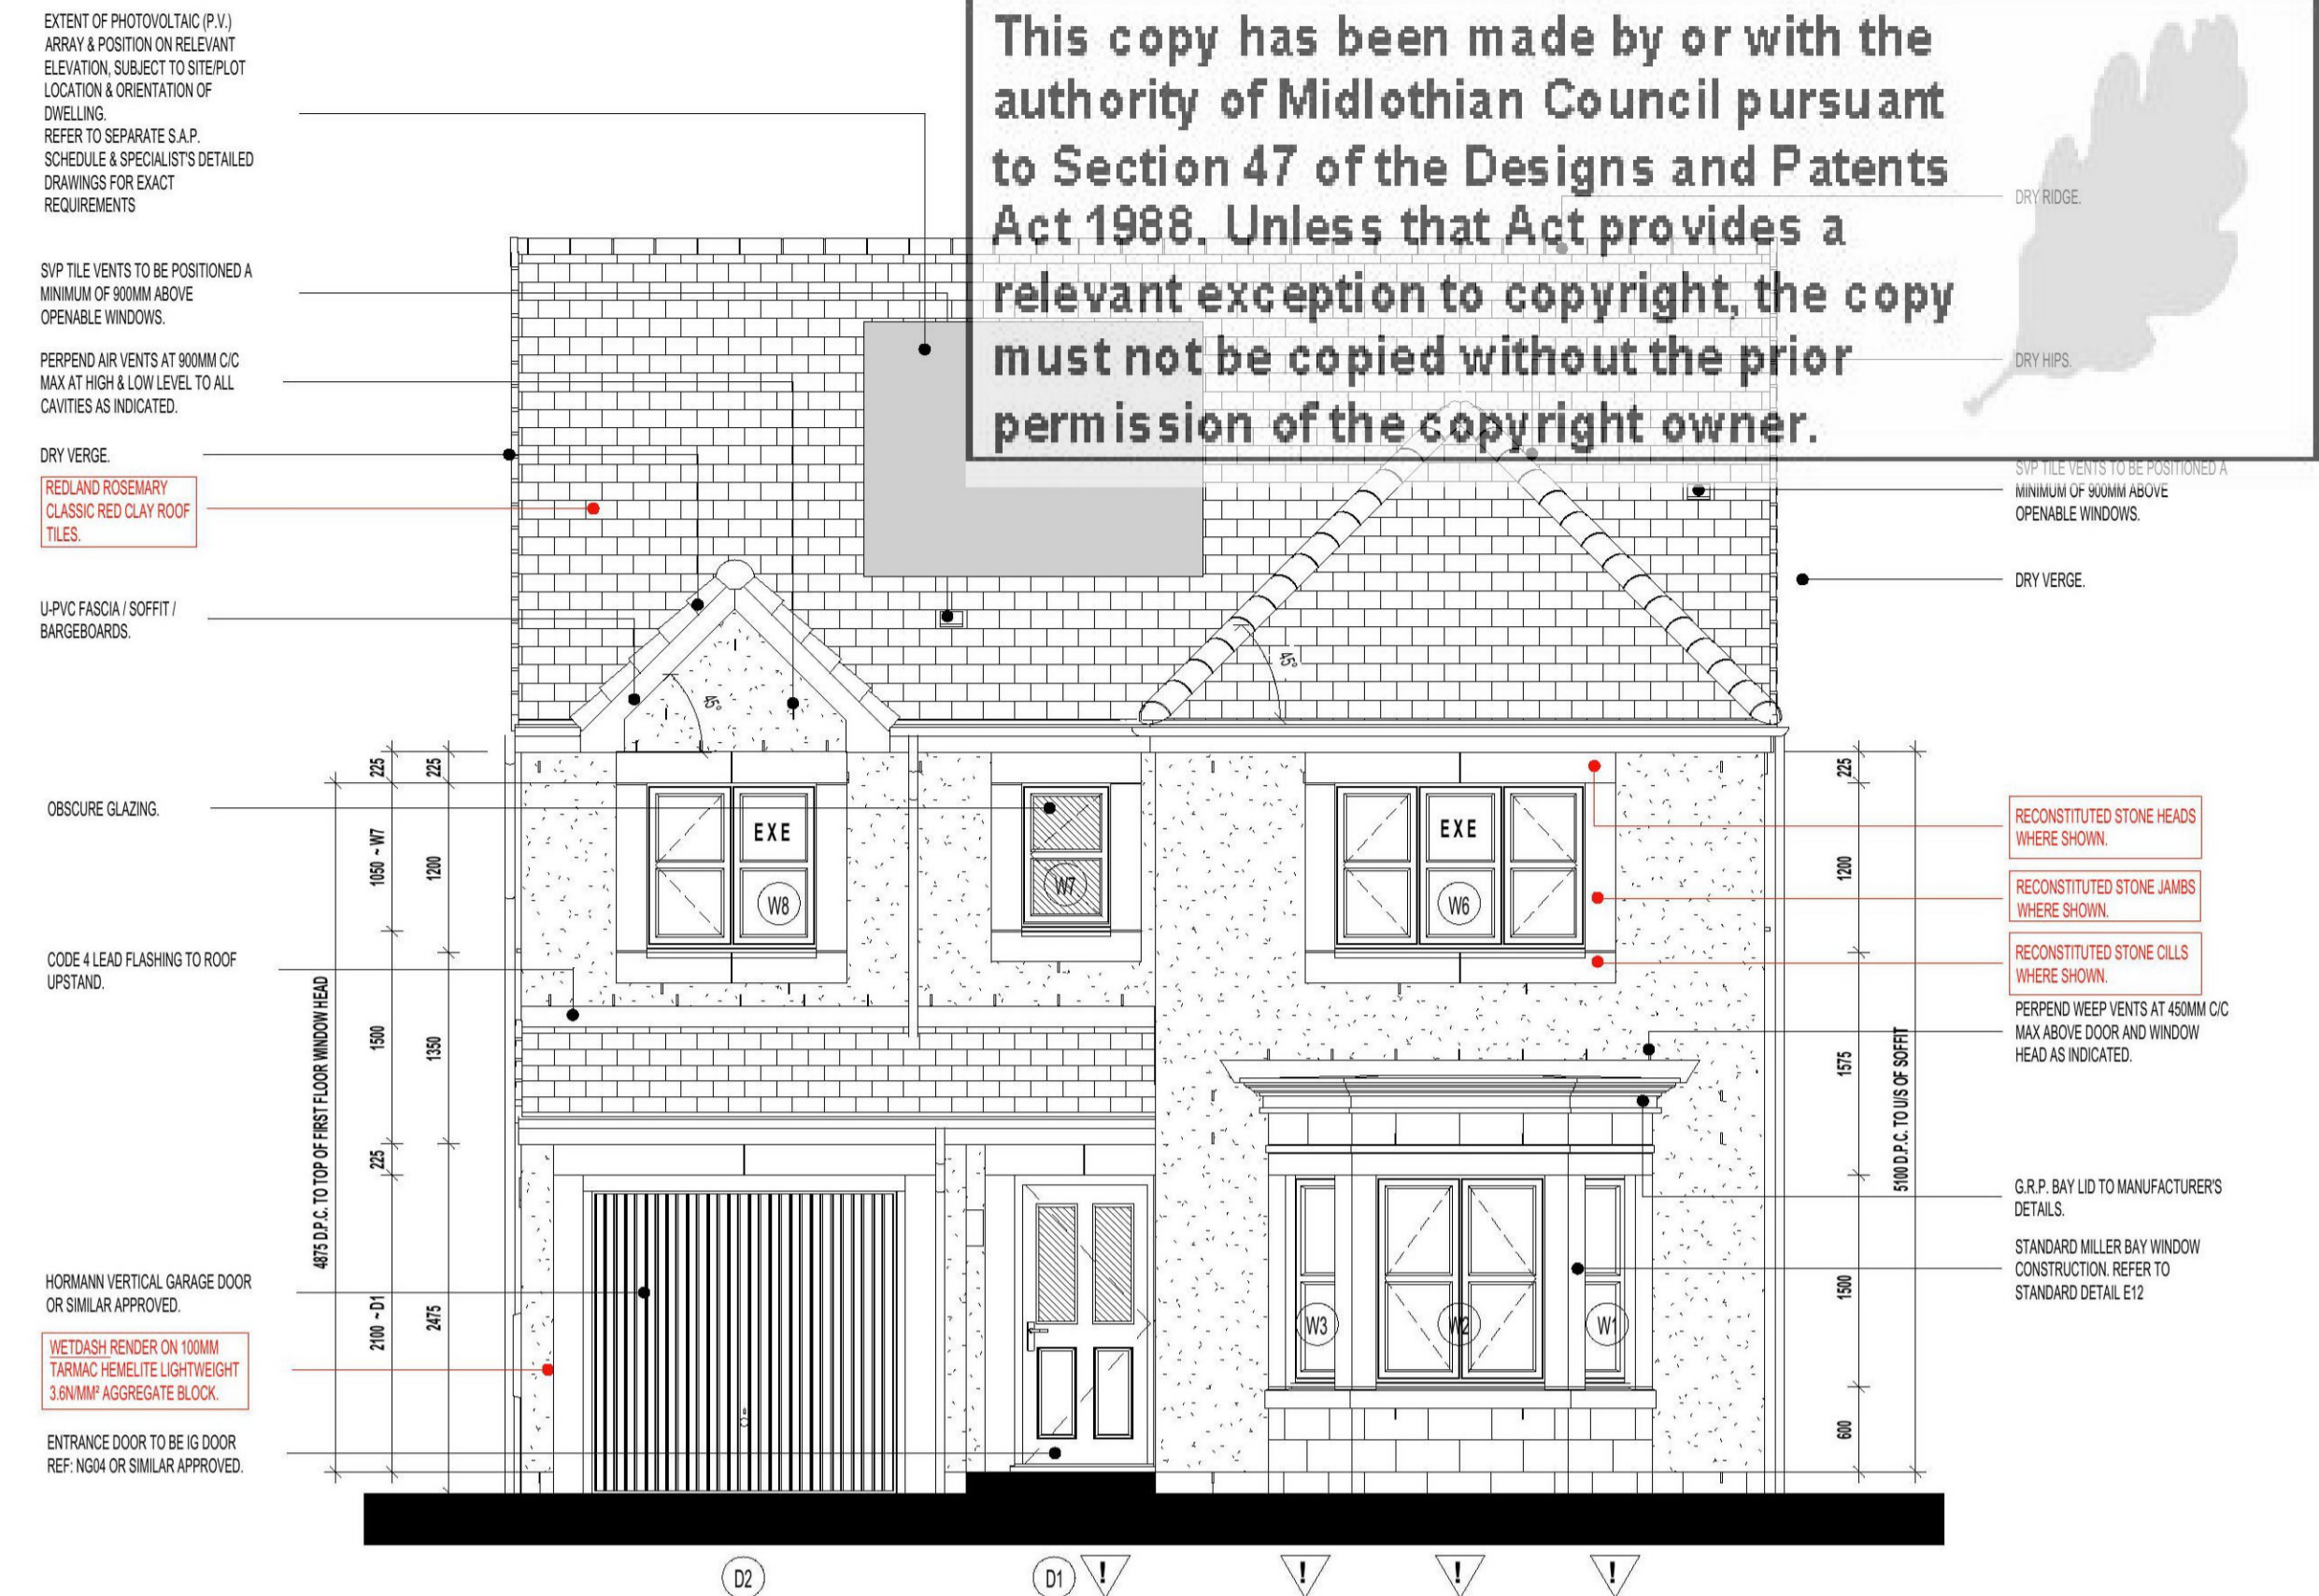 EXTENT OF PHOTOVOLTAIC (P.V.)
ARRAY & POSITION ON RELEVANT
ELEVATION, SUBJECT TO SITE/PLOT
LOCATION & ORIENTATION OF
DWELLING.
REFER TO SEPARATE S.A.P.
SCHEDULE & SPECIALIST'S DETAILED
DRAWINGS FOR EXACT
REQUIREMENTS
SVP TILE VENTS TO BE POSITIONED A
MINIMUM OF 900MM ABOVE
OPENABLE WINDOWS.
PERPEND AIR VENTS AT 900MM C/C
MAX AT HIGH & LOW LEVEL TO ALL
CAVITIES AS INDICATED.
DRY VERGE.
REDLAND ROSEMARY
CLASSIC RED CLAY ROOF
TILES.
U-PVC FASCIA / SOFFIT /
BARGEBOARDS.
OBSCURE GLAZING.
CODE 4 LEAD FLASHING TO ROOF
UPSTAND.
HORMANN VERTICAL GARAGE DOOR
OR SIMILAR APPROVED.
WETDASH RENDER ON 100MM
TARMAC HEMELITE LIGHTWEIGHT
3.6N/MM² AGGREGATE BLOCK.
ENTRANCE DOOR TO BE IG DOOR
REF: NG04 OR SIMILAR APPROVED.
This copy has been made by or with the
authority of Midlothian Council pursuant
to Section 47 of the Designs and Patents
Act 1988. Unless that Act provides a
relevant exception to copyright, the copy
must not be copied without the prior
permission of the copyright owner.
DRY RIDGE.
DRY HIPS.
SVP TILE VENTS TO BE POSITIONED A
MINIMUM OF 900MM ABOVE
OPENABLE WINDOWS.
DRY VERGE.
RECONSTITUTED STONE HEADS
WHERE SHOWN.
RECONSTITUTED STONE JAMBS
WHERE SHOWN.
RECONSTITUTED STONE CILLS
WHERE SHOWN.
PERPEND WEEP VENTS AT 450MM C/C
MAX ABOVE DOOR AND WINDOW
HEAD AS INDICATED.
G.R.P. BAY LID TO MANUFACTURER'S
DETAILS.
STANDARD MILLER BAY WINDOW
CONSTRUCTION. REFER TO
STANDARD DETAIL E12
4875 D.P.C. TO TOP OF FIRST FLOOR WINDOW HEAD
225
1050 ~ W7
1500
225
2100 ~D1
225
1200
1350
2475
45°
45°
EXE
W8
W7
EXE
W6
W3
W2
W1
225
1200
1575
1500
600
5100 D.P.C. TO U/S OF SOFFIT
D2
D1
!
!
!
!